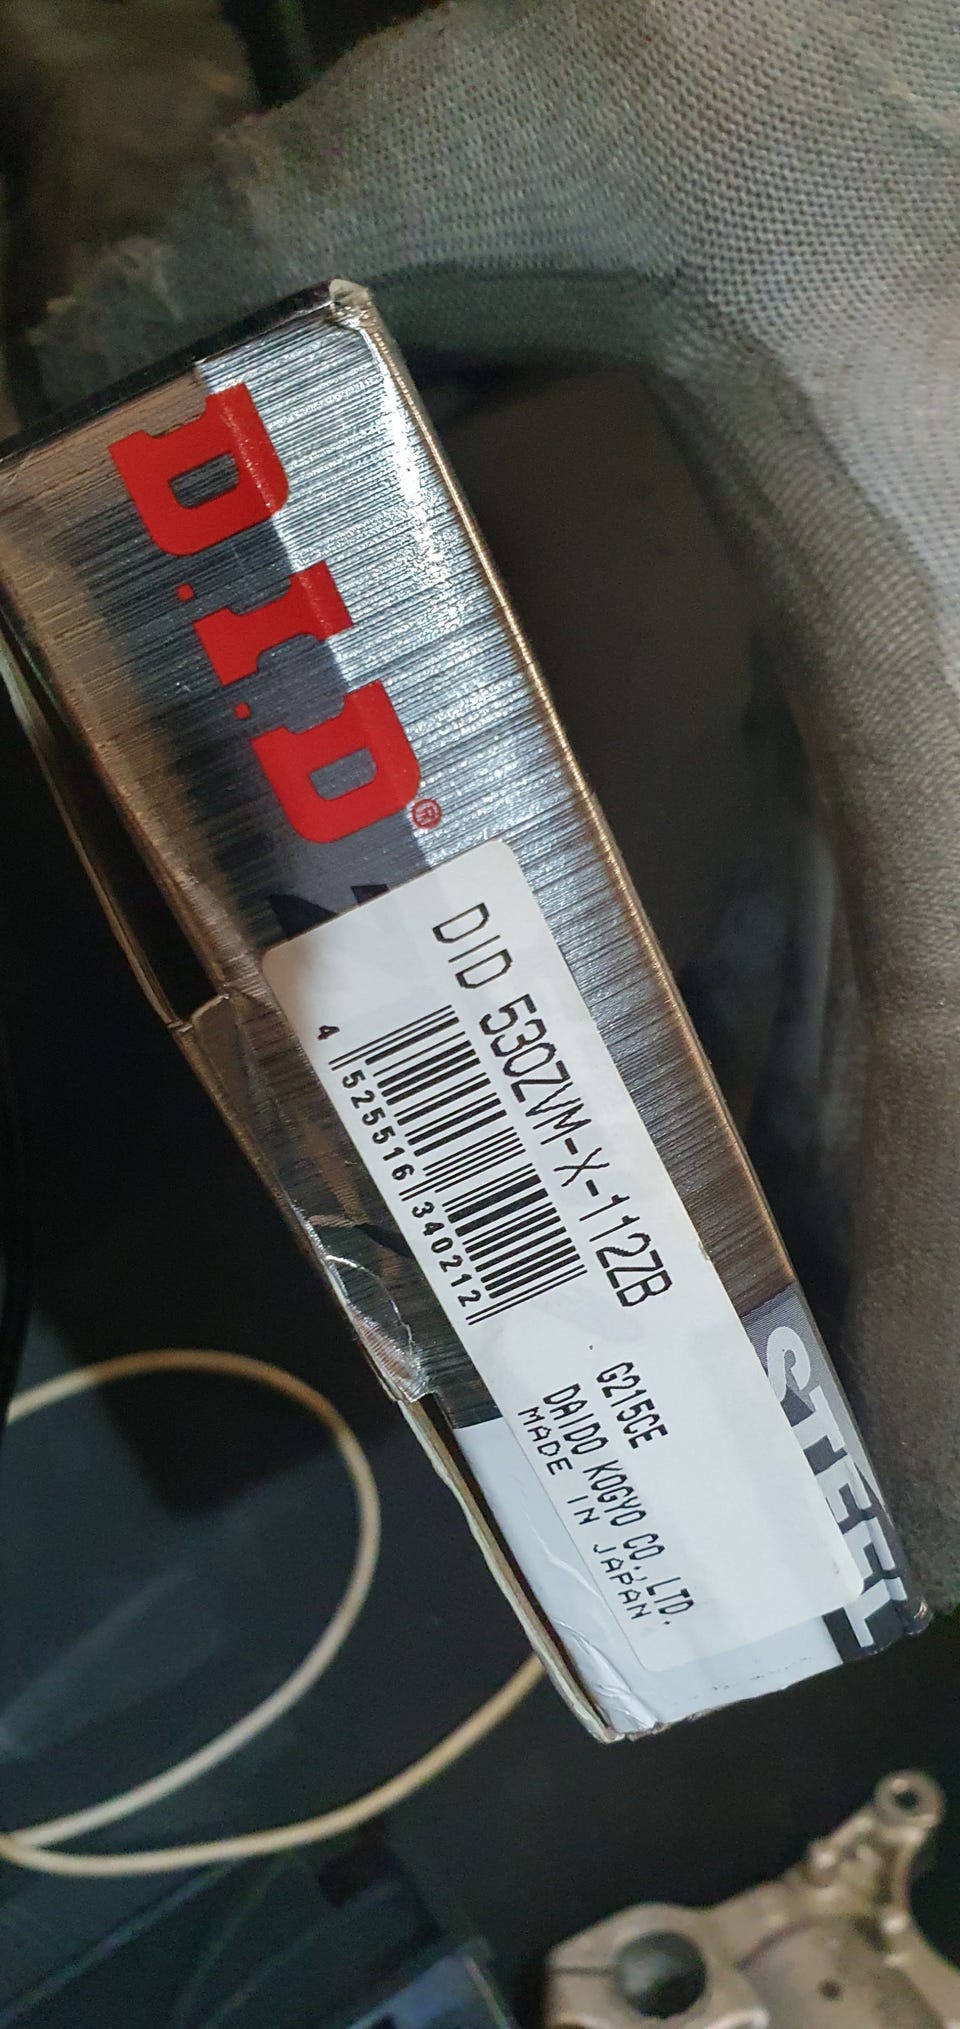 D.I.D®
DID 530ZVM-X-112ZB
4 525516 340212
G215CE
DAIDO KOGYO CO.,LTD.
MADE IN JAPAN
STEEL